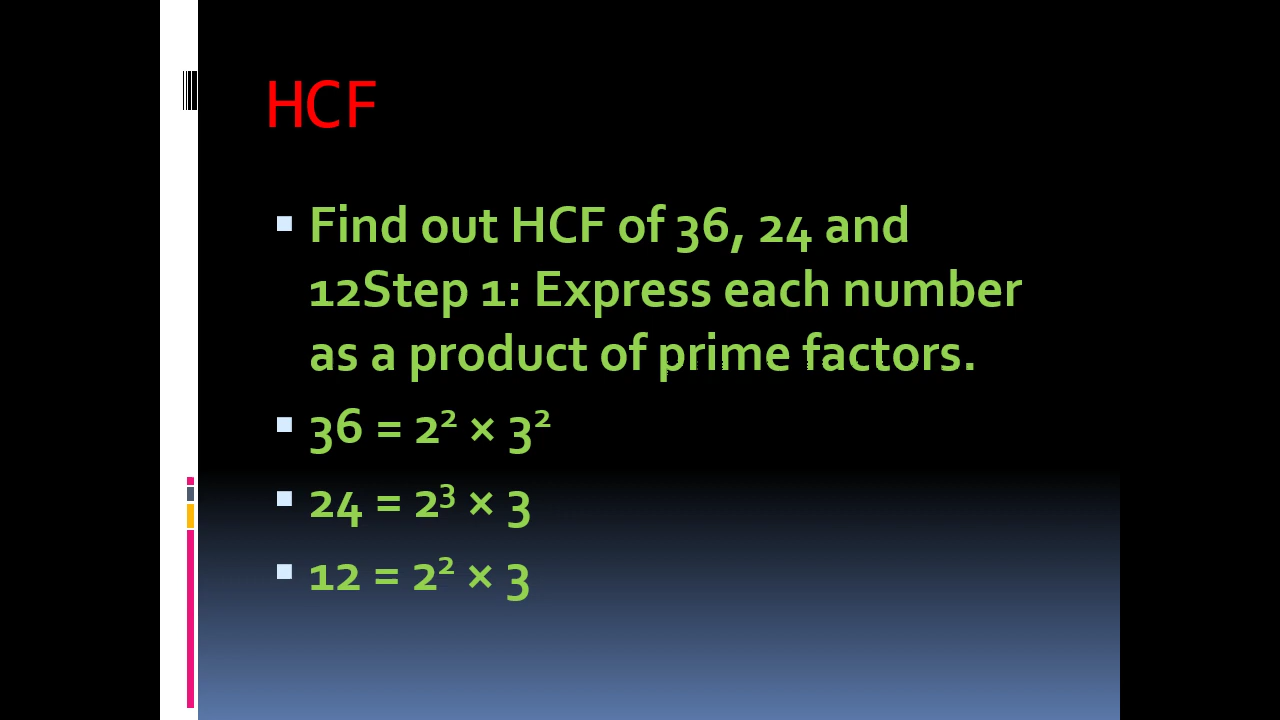 HCF
Find out HCF of 36, 24 and
12Step 1: Express each number
as a product of prime factors.
36 = 2² × 3²
24 = 2³ × 3
12 = 2² × 3